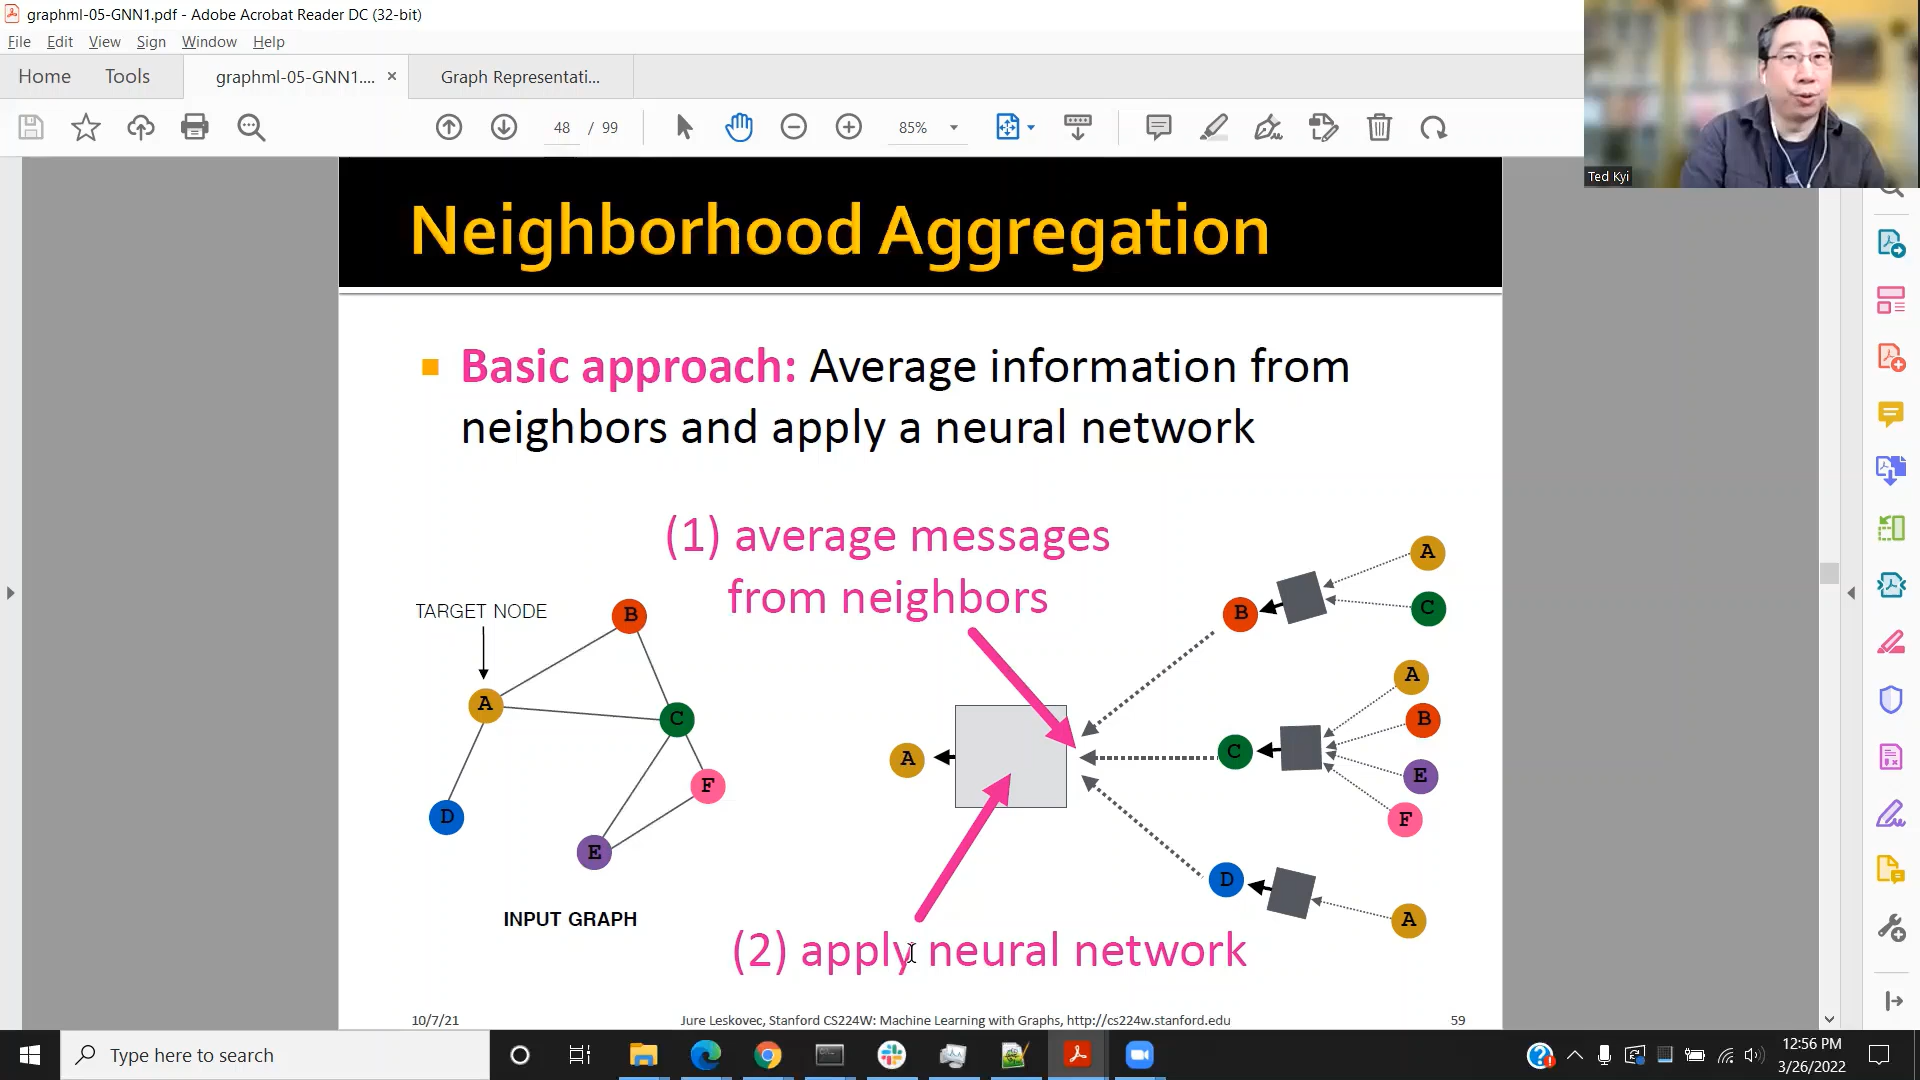 graphml-05-GNN1.pdf - Adobe Acrobat Reader DC (32-bit)
File Edit View Sign Window Help
Home Tools graphml-05-GNN1.... × Graph Representati...
48 / 99 85%
Ted Kyi
Neighborhood Aggregation
Basic approach: Average information from
neighbors and apply a neural network
(1) average messages
from neighbors
TARGET NODE
B
A
C
F
D
E
INPUT GRAPH
A
B
C
D
A
C
A
B
E
F
A
(2) apply neural network
10/7/21 Jure Leskovec, Stanford CS224W: Machine Learning with Graphs, http://cs224w.stanford.edu 59
Type here to search
12:56 PM
3/26/2022